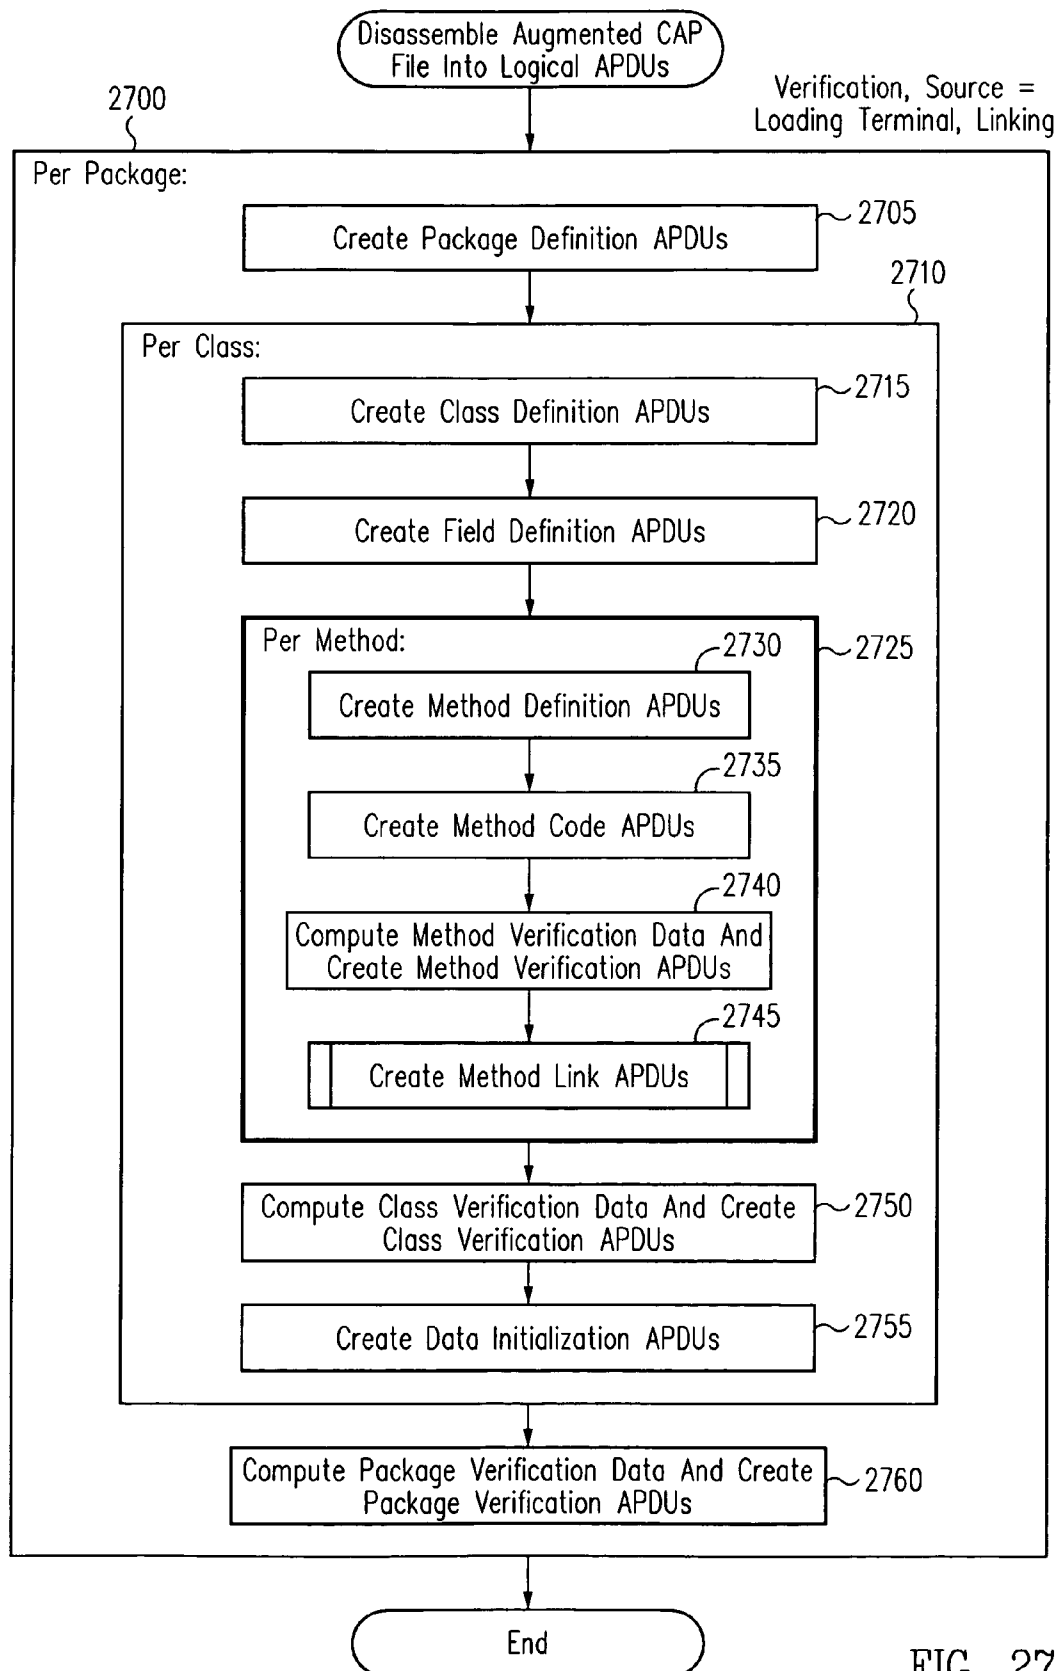 Disassemble Augmented CAP
File Into Logical APDUs
Verification, Source =
Loading Terminal, Linking
2700
Per Package:
2705
Create Package Definition APDUs
2710
Per Class:
2715
Create Class Definition APDUs
2720
Create Field Definition APDUs
2725
Per Method:
2730
Create Method Definition APDUs
2735
Create Method Code APDUs
2740
Compute Method Verification Data And
Create Method Verification APDUs
2745
Create Method Link APDUs
2750
Compute Class Verification Data And Create
Class Verification APDUs
2755
Create Data Initialization APDUs
2760
Compute Package Verification Data And Create
Package Verification APDUs
End
FIG. 27